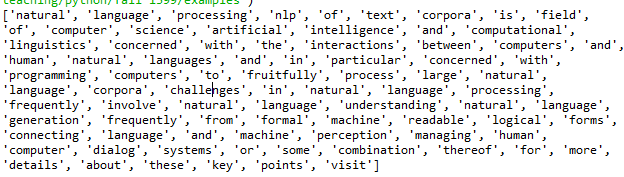 teaching/python/fall 1399/examples')
['natural', 'language', 'processing', 'nlp', 'of', 'text', 'corpora', 'is', 'field',
'of', 'computer', 'science', 'artificial', 'intelligence', 'and', 'computational',
'linguistics', 'concerned', 'with', 'the', 'interactions', 'between', 'computers', 'and',
'human', 'natural', 'languages', 'and', 'in', 'particular', 'concerned', 'with',
'programming', 'computers', 'to', 'fruitfully', 'process', 'large', 'natural',
'language', 'corpora', 'challenges', 'in', 'natural', 'language', 'processing',
'frequently', 'involve', 'natural', 'language', 'understanding', 'natural', 'language',
'generation', 'frequently', 'from', 'formal', 'machine', 'readable', 'logical', 'forms',
'connecting', 'language', 'and', 'machine', 'perception', 'managing', 'human',
'computer', 'dialog', 'systems', 'or', 'some', 'combination', 'thereof', 'for', 'more',
'details', 'about', 'these', 'key', 'points', 'visit']